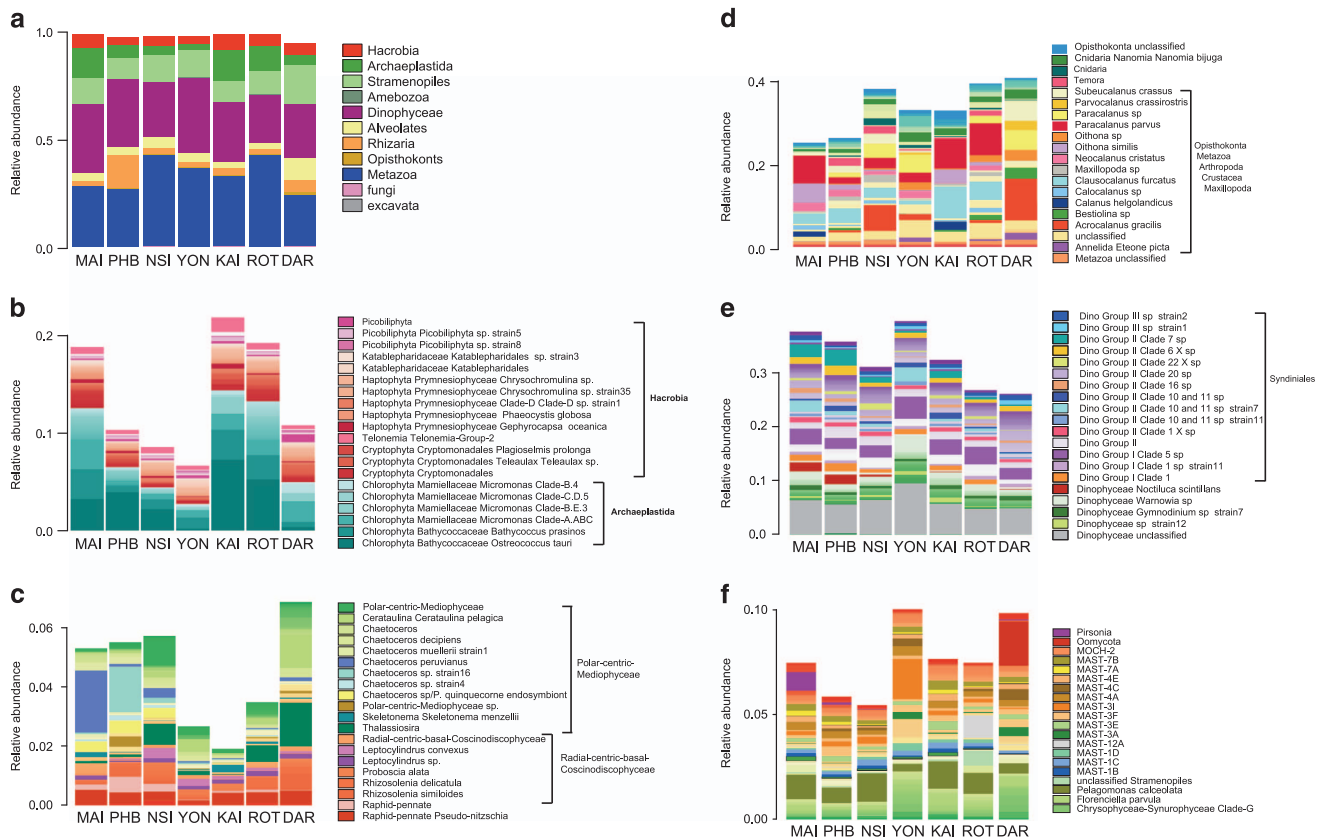 a
1.0
0.5
0.0
Relative abundance
MAI PHB NSI YON KAI ROT DAR
Hacrobia
Archaeplastida
Stramenopiles
Amebozoa
Dinophyceae
Alveolates
Rhizaria
Opisthokonts
Metazoa
fungi
excavata
b
0.2
0.1
0.0
Relative abundance
MAI PHB NSI YON KAI ROT DAR
Picobiliphyta
Picobiliphyta Picobiliphyta sp. strain5
Picobiliphyta Picobiliphyta sp. strain8
Katablepharidaceae Katablepharidales sp. strain3
Katablepharidaceae Katablepharidales
Haptophyta Prymnesiophyceae Chrysochromulina sp.
Haptophyta Prymnesiophyceae Chrysochromulina sp. strain35
Haptophyta Prymnesiophyceae Clade-D Clade-D sp. strain1
Haptophyta Prymnesiophyceae Phaeocystis globosa
Haptophyta Prymnesiophyceae Gephyrocapsa oceanica
Telonemia Telonemia-Group-2
Cryptophyta Cryptomonadales Plagioselmis prolonga
Cryptophyta Cryptomonadales Teleaulax Teleaulax sp.
Cryptophyta Cryptomonadales
Chlorophyta Mamiellaceae Micromonas Clade-B.4
Chlorophyta Mamiellaceae Micromonas Clade-C.D.5
Chlorophyta Mamiellaceae Micromonas Clade-B.E.3
Chlorophyta Mamiellaceae Micromonas Clade-A.ABC
Chlorophyta Bathycoccaceae Bathycoccus prasinos
Chlorophyta Bathycoccaceae Ostreococcus tauri
Hacrobia
Archaeplastida
c
0.06
0.04
0.02
0.00
Relative abundance
MAI PHB NSI YON KAI ROT DAR
Polar-centric-Mediophyceae
Cerataulina Cerataulina pelagica
Chaetoceros
Chaetoceros decipiens
Chaetoceros muellerii strain1
Chaetoceros peruvianus
Chaetoceros sp. strain16
Chaetoceros sp. strain4
Chaetoceros sp/P. quinquecorne endosymbiont
Polar-centric-Mediophyceae sp.
Skeletonema Skeletonema menzellii
Thalassiosira
Radial-centric-basal-Coscinodiscophyceae
Leptocylindrus convexus
Leptocylindrus sp.
Proboscia alata
Rhizosolenia delicatula
Rhizosolenia similoides
Raphid-pennate
Raphid-pennate Pseudo-nitzschia
Polar-centric-
Mediophyceae
Radial-centric-basal-
Coscinodiscophyceae
d
0.4
0.2
0.0
Relative abundance
MAI PHB NSI YON KAI ROT DAR
Opisthokonta unclassified
Cnidaria Nanomia Nanomia bijuga
Cnidaria
Temora
Subeucalanus crassus
Parvocalanus crassirostris
Paracalanus sp
Paracalanus parvus
Oithona sp
Oithona similis
Neocalanus cristatus
Maxillopoda sp
Clausocalanus furcatus
Calocalanus sp
Calanus helgolandicus
Bestiolina sp
Acrocalanus gracilis
unclassified
Annelida Eteone picta
Metazoa unclassified
Opisthokonta
Metazoa
Arthropoda
Crustacea
Maxillopoda
e
0.3
0.2
0.1
0.0
Relative abundance
MAI PHB NSI YON KAI ROT DAR
Dino Group III sp strain2
Dino Group III sp strain1
Dino Group II Clade 7 sp
Dino Group II Clade 6 X sp
Dino Group II Clade 22 X sp
Dino Group II Clade 20 sp
Dino Group II Clade 16 sp
Dino Group II Clade 10 and 11 sp
Dino Group II Clade 10 and 11 sp strain7
Dino Group II Clade 10 and 11 sp strain11
Dino Group II Clade 1 X sp
Dino Group II
Dino Group I Clade 5 sp
Dino Group I Clade 1 sp strain11
Dino Group I Clade 1
Dinophyceae Noctiluca scintillans
Dinophyceae Warnowia sp
Dinophyceae Gymnodinium sp strain7
Dinophyceae sp strain12
Dinophyceae unclassified
Syndiniales
f
0.10
0.05
0.00
Relative abundance
MAI PHB NSI YON KAI ROT DAR
Pirsonia
Oomycota
MOCH-2
MAST-7B
MAST-7A
MAST-4E
MAST-4C
MAST-4A
MAST-3I
MAST-3F
MAST-3E
MAST-3A
MAST-12A
MAST-1D
MAST-1C
MAST-1B
unclassified Stramenopiles
Pelagomonas calceolata
Florenciella parvula
Chrysophyceae-Synurophyceae Clade-G